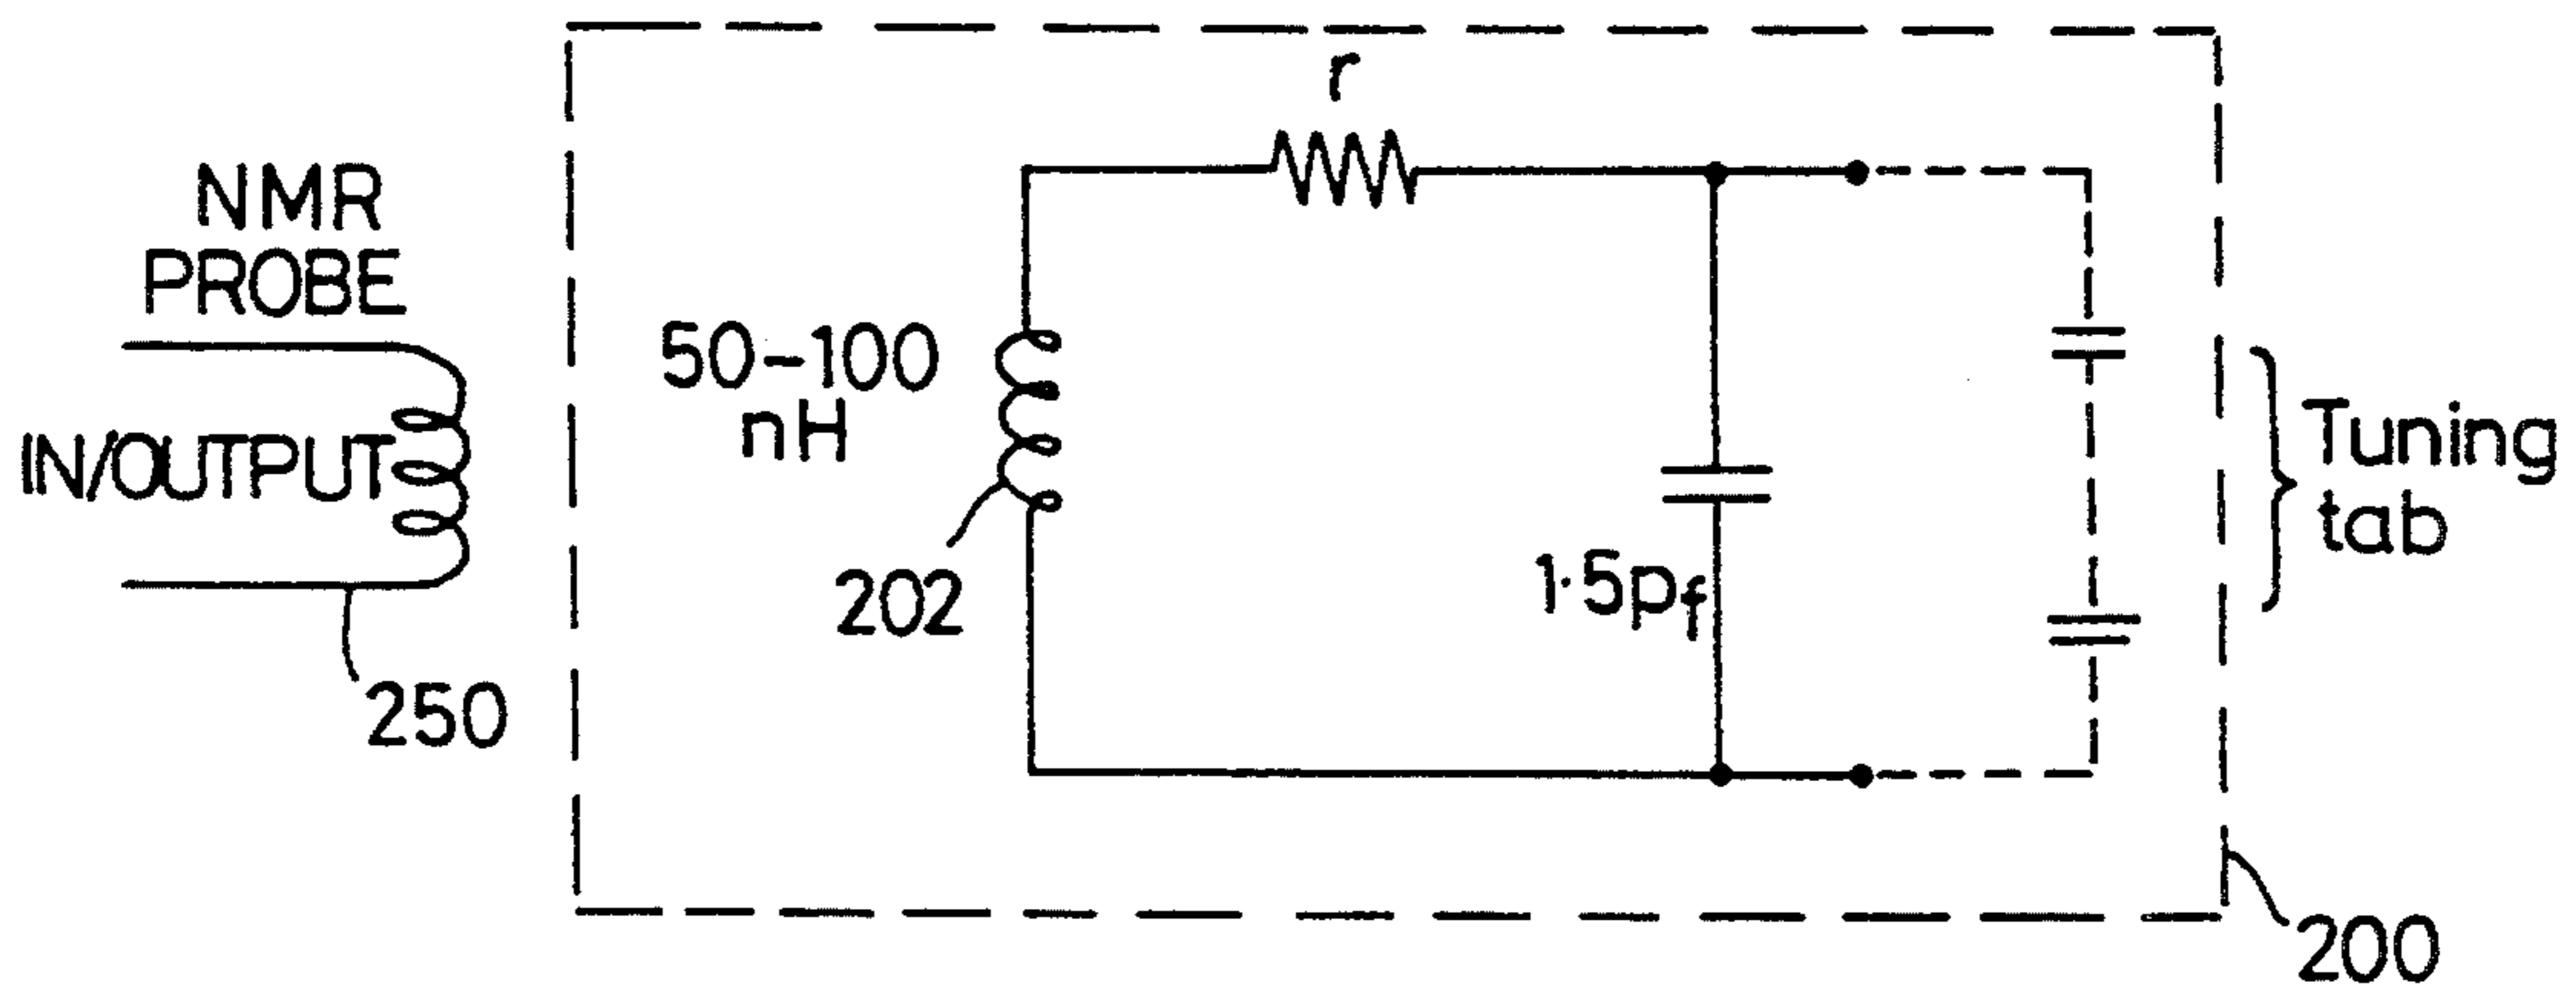 NMR
PROBE
IN/OUTPUT
250
r
50-100
nH
202
1·5pf
Tuning
tab
200